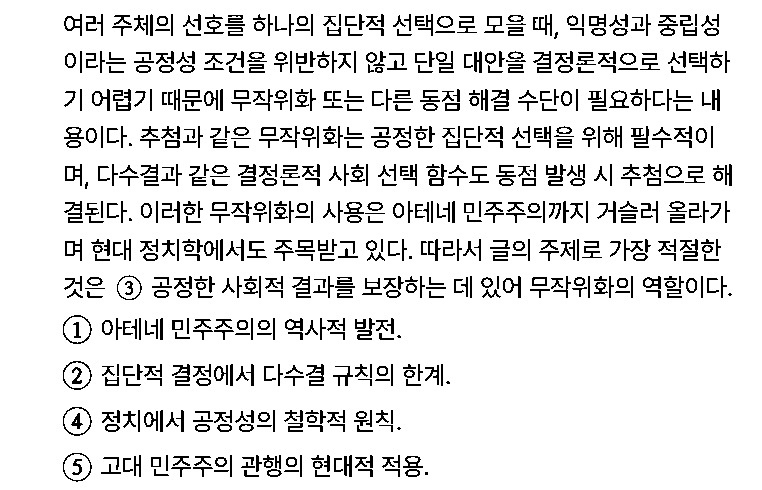 여러 주체의 선호를 하나의 집단적 선택으로 모을 때, 익명성과 중립성
이라는 공정성 조건을 위반하지 않고 단일 대안을 결정론적으로 선택하
기 어렵기 때문에 무작위화 또는 다른 동점 해결 수단이 필요하다는 내
용이다. 추첨과 같은 무작위화는 공정한 집단적 선택을 위해 필수적이
며, 다수결과 같은 결정론적 사회 선택 함수도 동점 발생 시 추첨으로 해
결된다. 이러한 무작위화의 사용은 아테네 민주주의까지 거슬러 올라가
며 현대 정치학에서도 주목받고 있다. 따라서 글의 주제로 가장 적절한
것은 ③ 공정한 사회적 결과를 보장하는 데 있어 무작위화의 역할이다.
① 아테네 민주주의의 역사적 발전.
② 집단적 결정에서 다수결 규칙의 한계.
④ 정치에서 공정성의 철학적 원칙.
⑤ 고대 민주주의 관행의 현대적 적용.